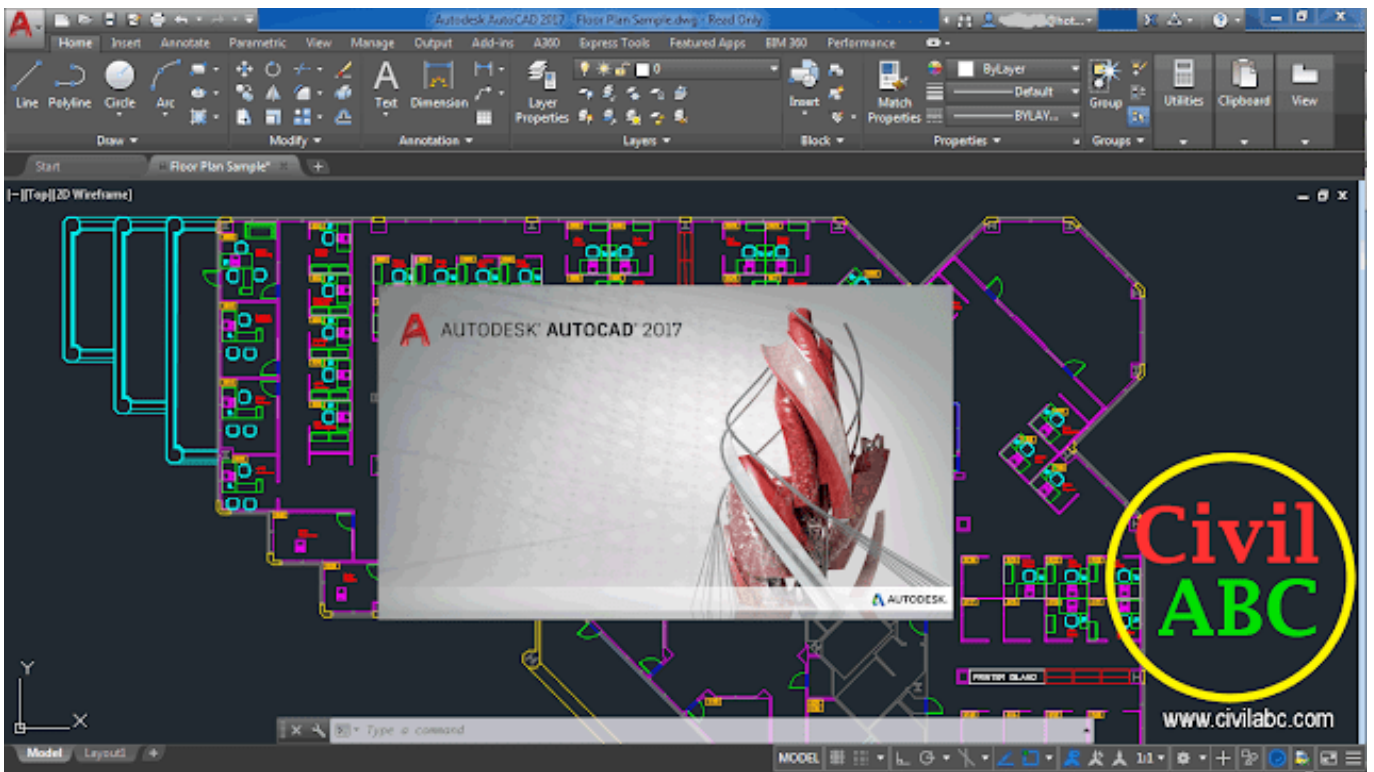 Autodesk AutoCAD 2017 Floor Plan Sample.dwg - Read Only
Home Insert Annotate Parametric View Manage Output Add-ins A360 Express Tools Featured Apps BIM 360 Performance
Line Polyline Circle Arc
Text Dimension
Layer Properties
0
Insert
Match Properties
ByLayer
Default
BYLAY...
Group
Utilities Clipboard View
Draw Modify Annotation Layers Block Properties Groups
Start Floor Plan Sample* +
[-][Top][2D Wireframe]
AUTODESK® AUTOCAD® 2017
AUTODESK.
Civil
ABC
PRINTER ISLAND
www.civilabc.com
Y
X
Type a command
Model Layout1 +
MODEL 1:1